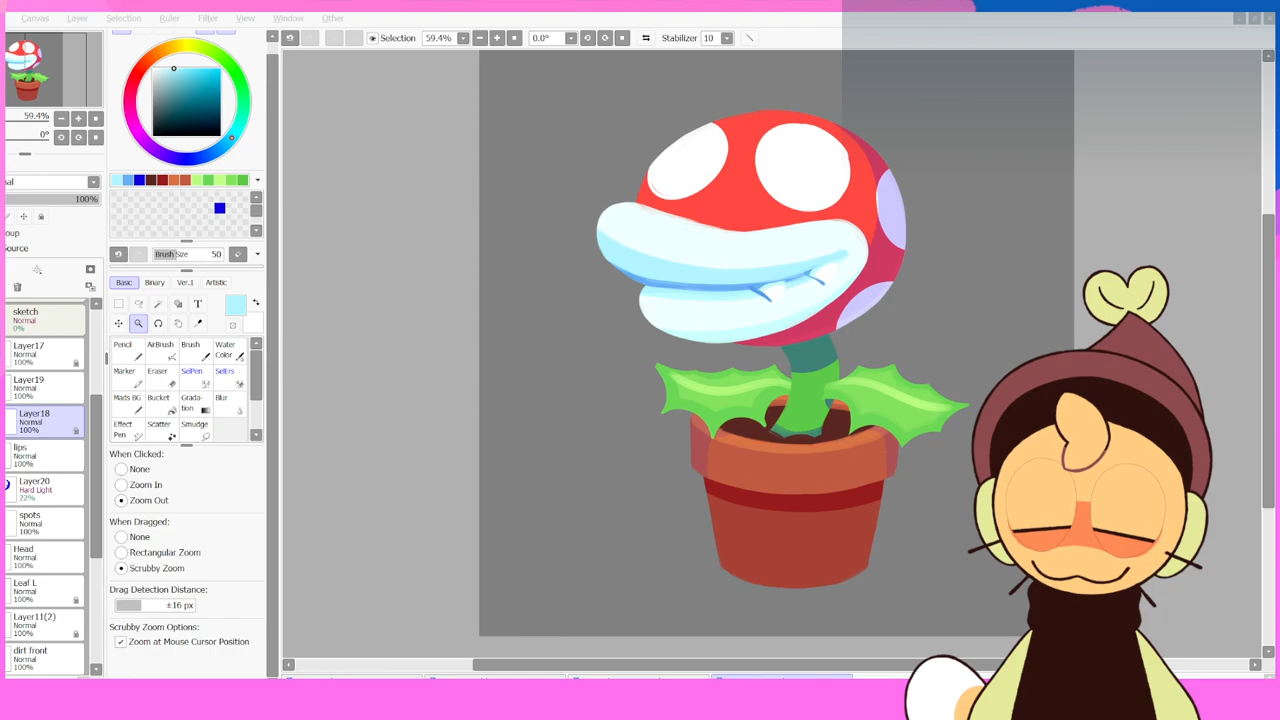 Canvas Layer Selection Ruler Filter View Window Other
Selection 59.4% 0.0° Stabilizer 10
59.4%
0°
100%
Source
Brush Size 50
Basic Binary Ver.1 Artistic
T
Pencil AirBrush Brush Water Color
Marker Eraser SelPen SelErs
Mads BG Bucket Gradation Blur
Effect Pen Scatter Smudge
When Clicked:
None
Zoom In
Zoom Out
When Dragged:
None
Rectangular Zoom
Scrubby Zoom
Drag Detection Distance:
±16 px
Scrubby Zoom Options:
Zoom at Mouse Cursor Position
sketch
Normal
0%
Layer17
Normal
100%
Layer19
Normal
100%
Layer18
Normal
100%
lips
Normal
100%
Layer20
Hard Light
22%
spots
Normal
100%
Head
Normal
100%
Leaf L
Normal
100%
Layer11(2)
Normal
100%
dirt front
Normal
100%